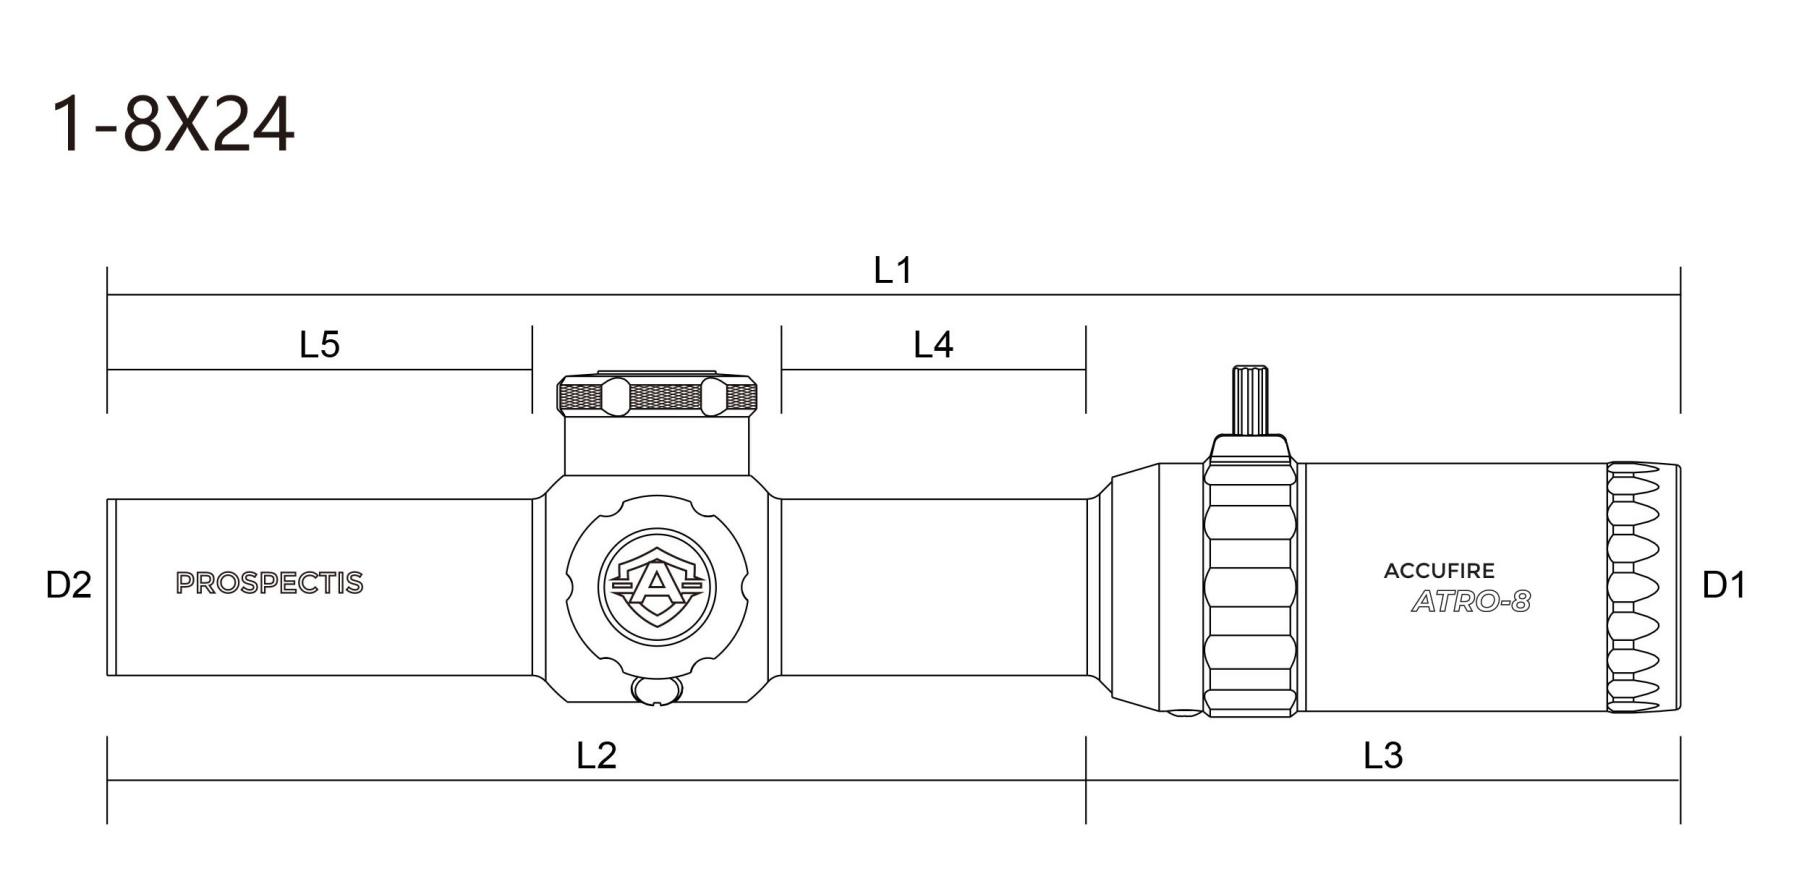 1-8X24
L1
L5
L4
D2
PROSPECTIS
A
ACCUFIRE
ATRO-8
D1
L2
L3